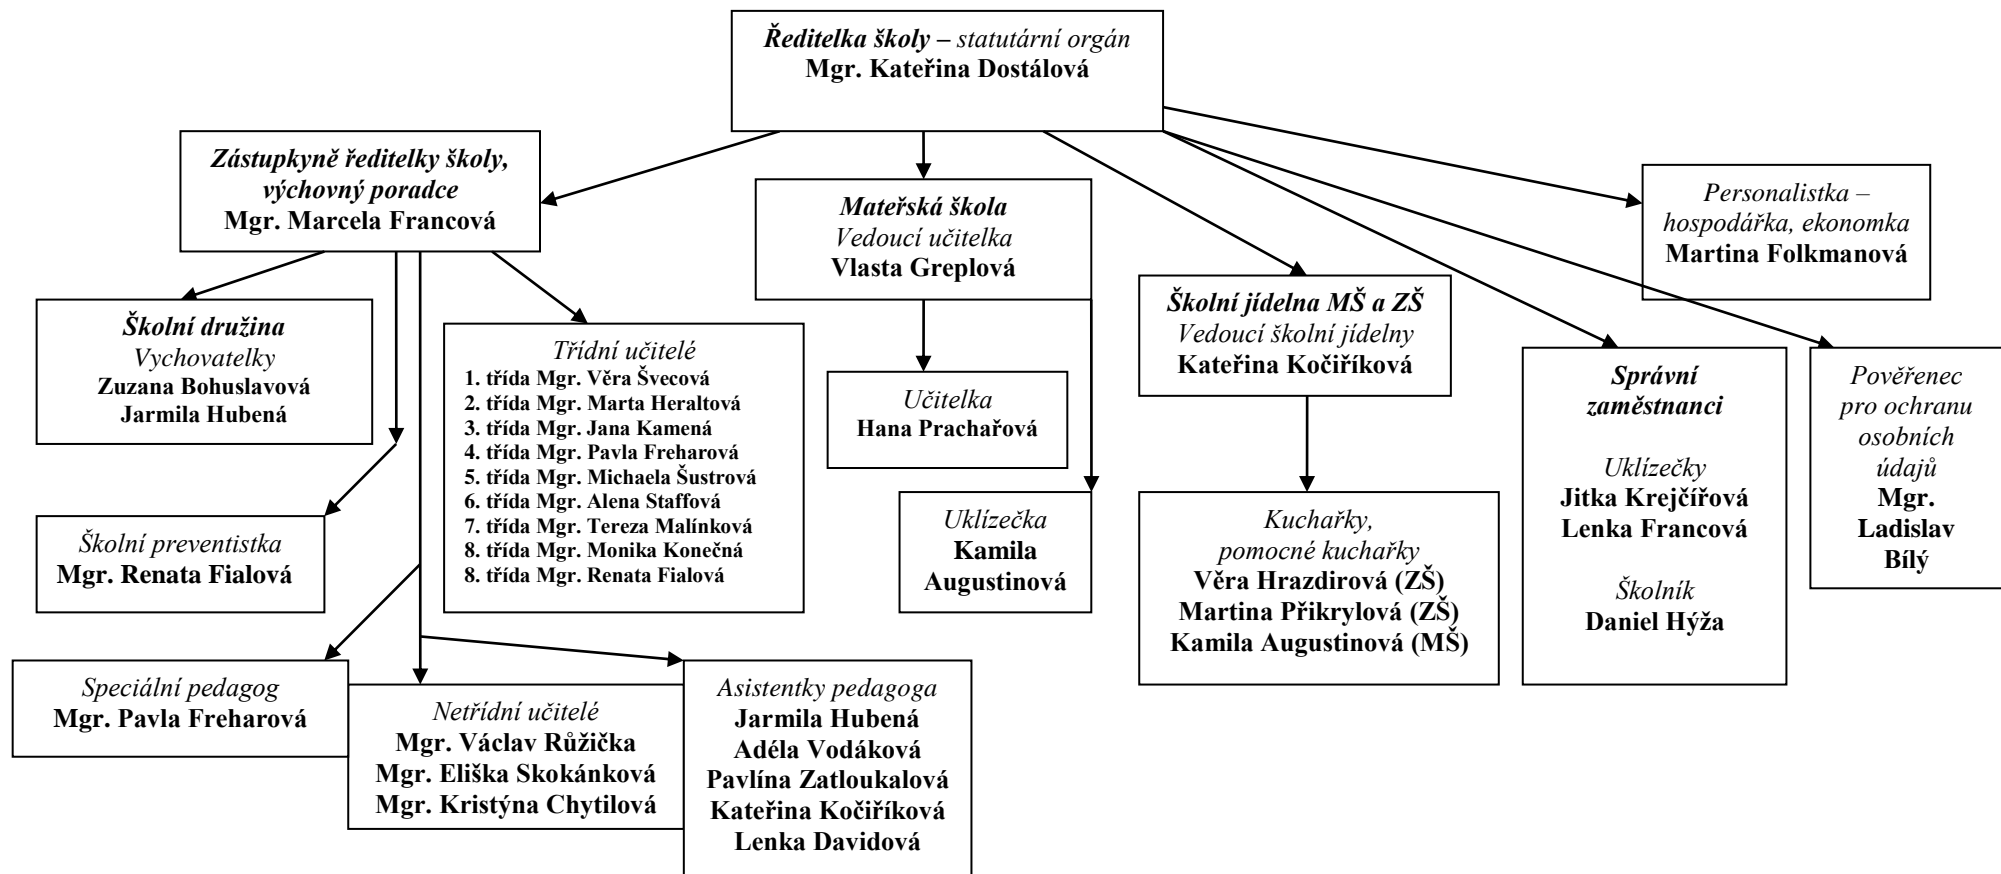 Ředitelka školy – statutární orgán
Mgr. Kateřina Dostálová
Zástupkyně ředitelky školy,
výchovný poradce
Mgr. Marcela Francová
Mateřská škola
Vedoucí učitelka
Vlasta Greplová
Personalistka –
hospodářka, ekonomka
Martina Folkmanová
Školní družina
Vychovatelky
Zuzana Bohuslavová
Jarmila Hubená
Třídní učitelé
1. třída Mgr. Věra Švecová
2. třída Mgr. Marta Heraltová
3. třída Mgr. Jana Kamená
4. třída Mgr. Pavla Freharová
5. třída Mgr. Michaela Šustrová
6. třída Mgr. Alena Staffová
7. třída Mgr. Tereza Malínková
8. třída Mgr. Monika Konečná
8. třída Mgr. Renata Fialová
Učitelka
Hana Prachařová
Školní jídelna MŠ a ZŠ
Vedoucí školní jídelny
Kateřina Kočiříková
Správní
zaměstnanci
Uklízečky
Jitka Krejčířová
Lenka Francová
Školník
Daniel Hýža
Pověřenec
pro ochranu
osobních
údajů
Mgr.
Ladislav
Bílý
Školní preventistka
Mgr. Renata Fialová
Uklízečka
Kamila
Augustinová
Kuchařky,
pomocné kuchařky
Věra Hrazdirová (ZŠ)
Martina Přikrylová (ZŠ)
Kamila Augustinová (MŠ)
Speciální pedagog
Mgr. Pavla Freharová
Netřídní učitelé
Mgr. Václav Růžička
Mgr. Eliška Skokánková
Mgr. Kristýna Chytilová
Asistentky pedagoga
Jarmila Hubená
Adéla Vodáková
Pavlína Zatloukalová
Kateřina Kočiříková
Lenka Davidová